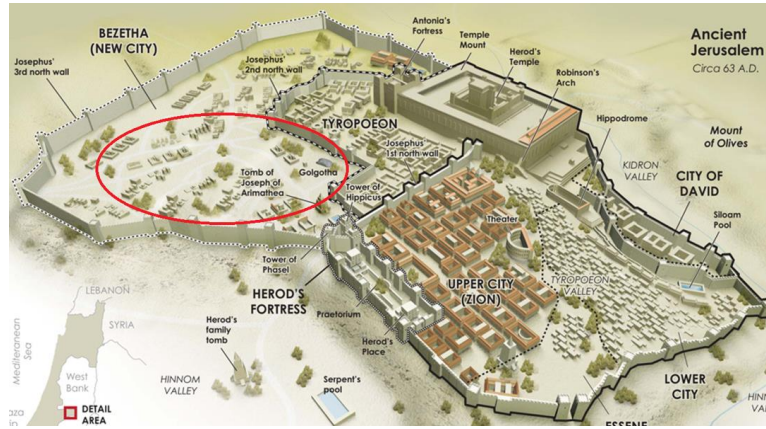 BEZETHA
(NEW CITY)
Josephus'
3rd north wall
Josephus'
2nd north wall
Antonia's
Fortress
Temple
Mount
Herod's
Temple
Robinson's
Arch
Ancient
Jerusalem
Circa 63 A.D.
TYROPOEON
Hippodrome
Mount
of Olives
Josephus'
1st north wall
KIDRON
VALLEY
Golgotha
Tomb of
Joseph of
Arimathea
Tower of
Hippicus
CITY OF
DAVID
Siloam
Pool
Theater
Tower of
Phasel
UPPER CITY
(ZION)
TYROPOEON
VALLEY
HEROD'S
FORTRESS
Praetorium
Herod's
Place
Herod's
family
tomb
HINNOM
VALLEY
Serpent's
pool
LOWER
CITY
ESSENE
LEBANON
SYRIA
Mediterranean
Sea
West
Bank
DETAIL
AREA